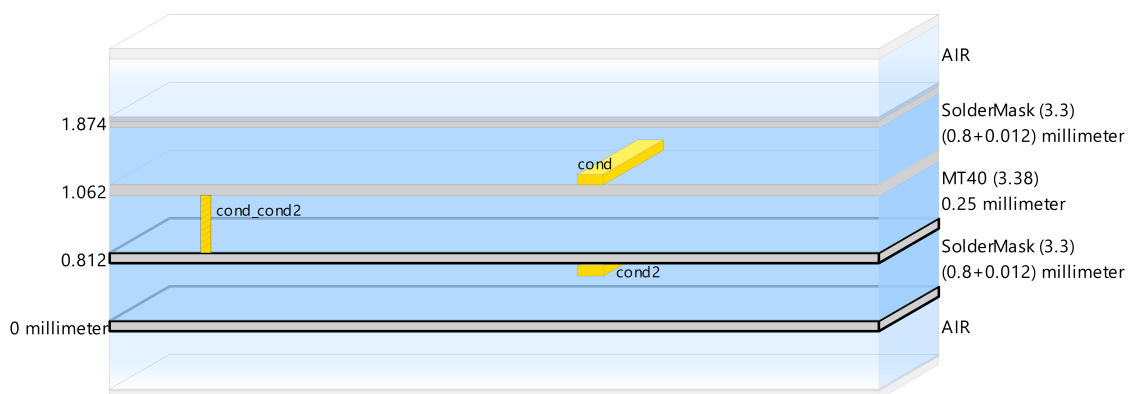 AIR
1.874
SolderMask (3.3)
(0.8+0.012) millimeter
cond
1.062
MT40 (3.38)
0.25 millimeter
cond_cond2
0.812
SolderMask (3.3)
(0.8+0.012) millimeter
cond2
0 millimeter
AIR